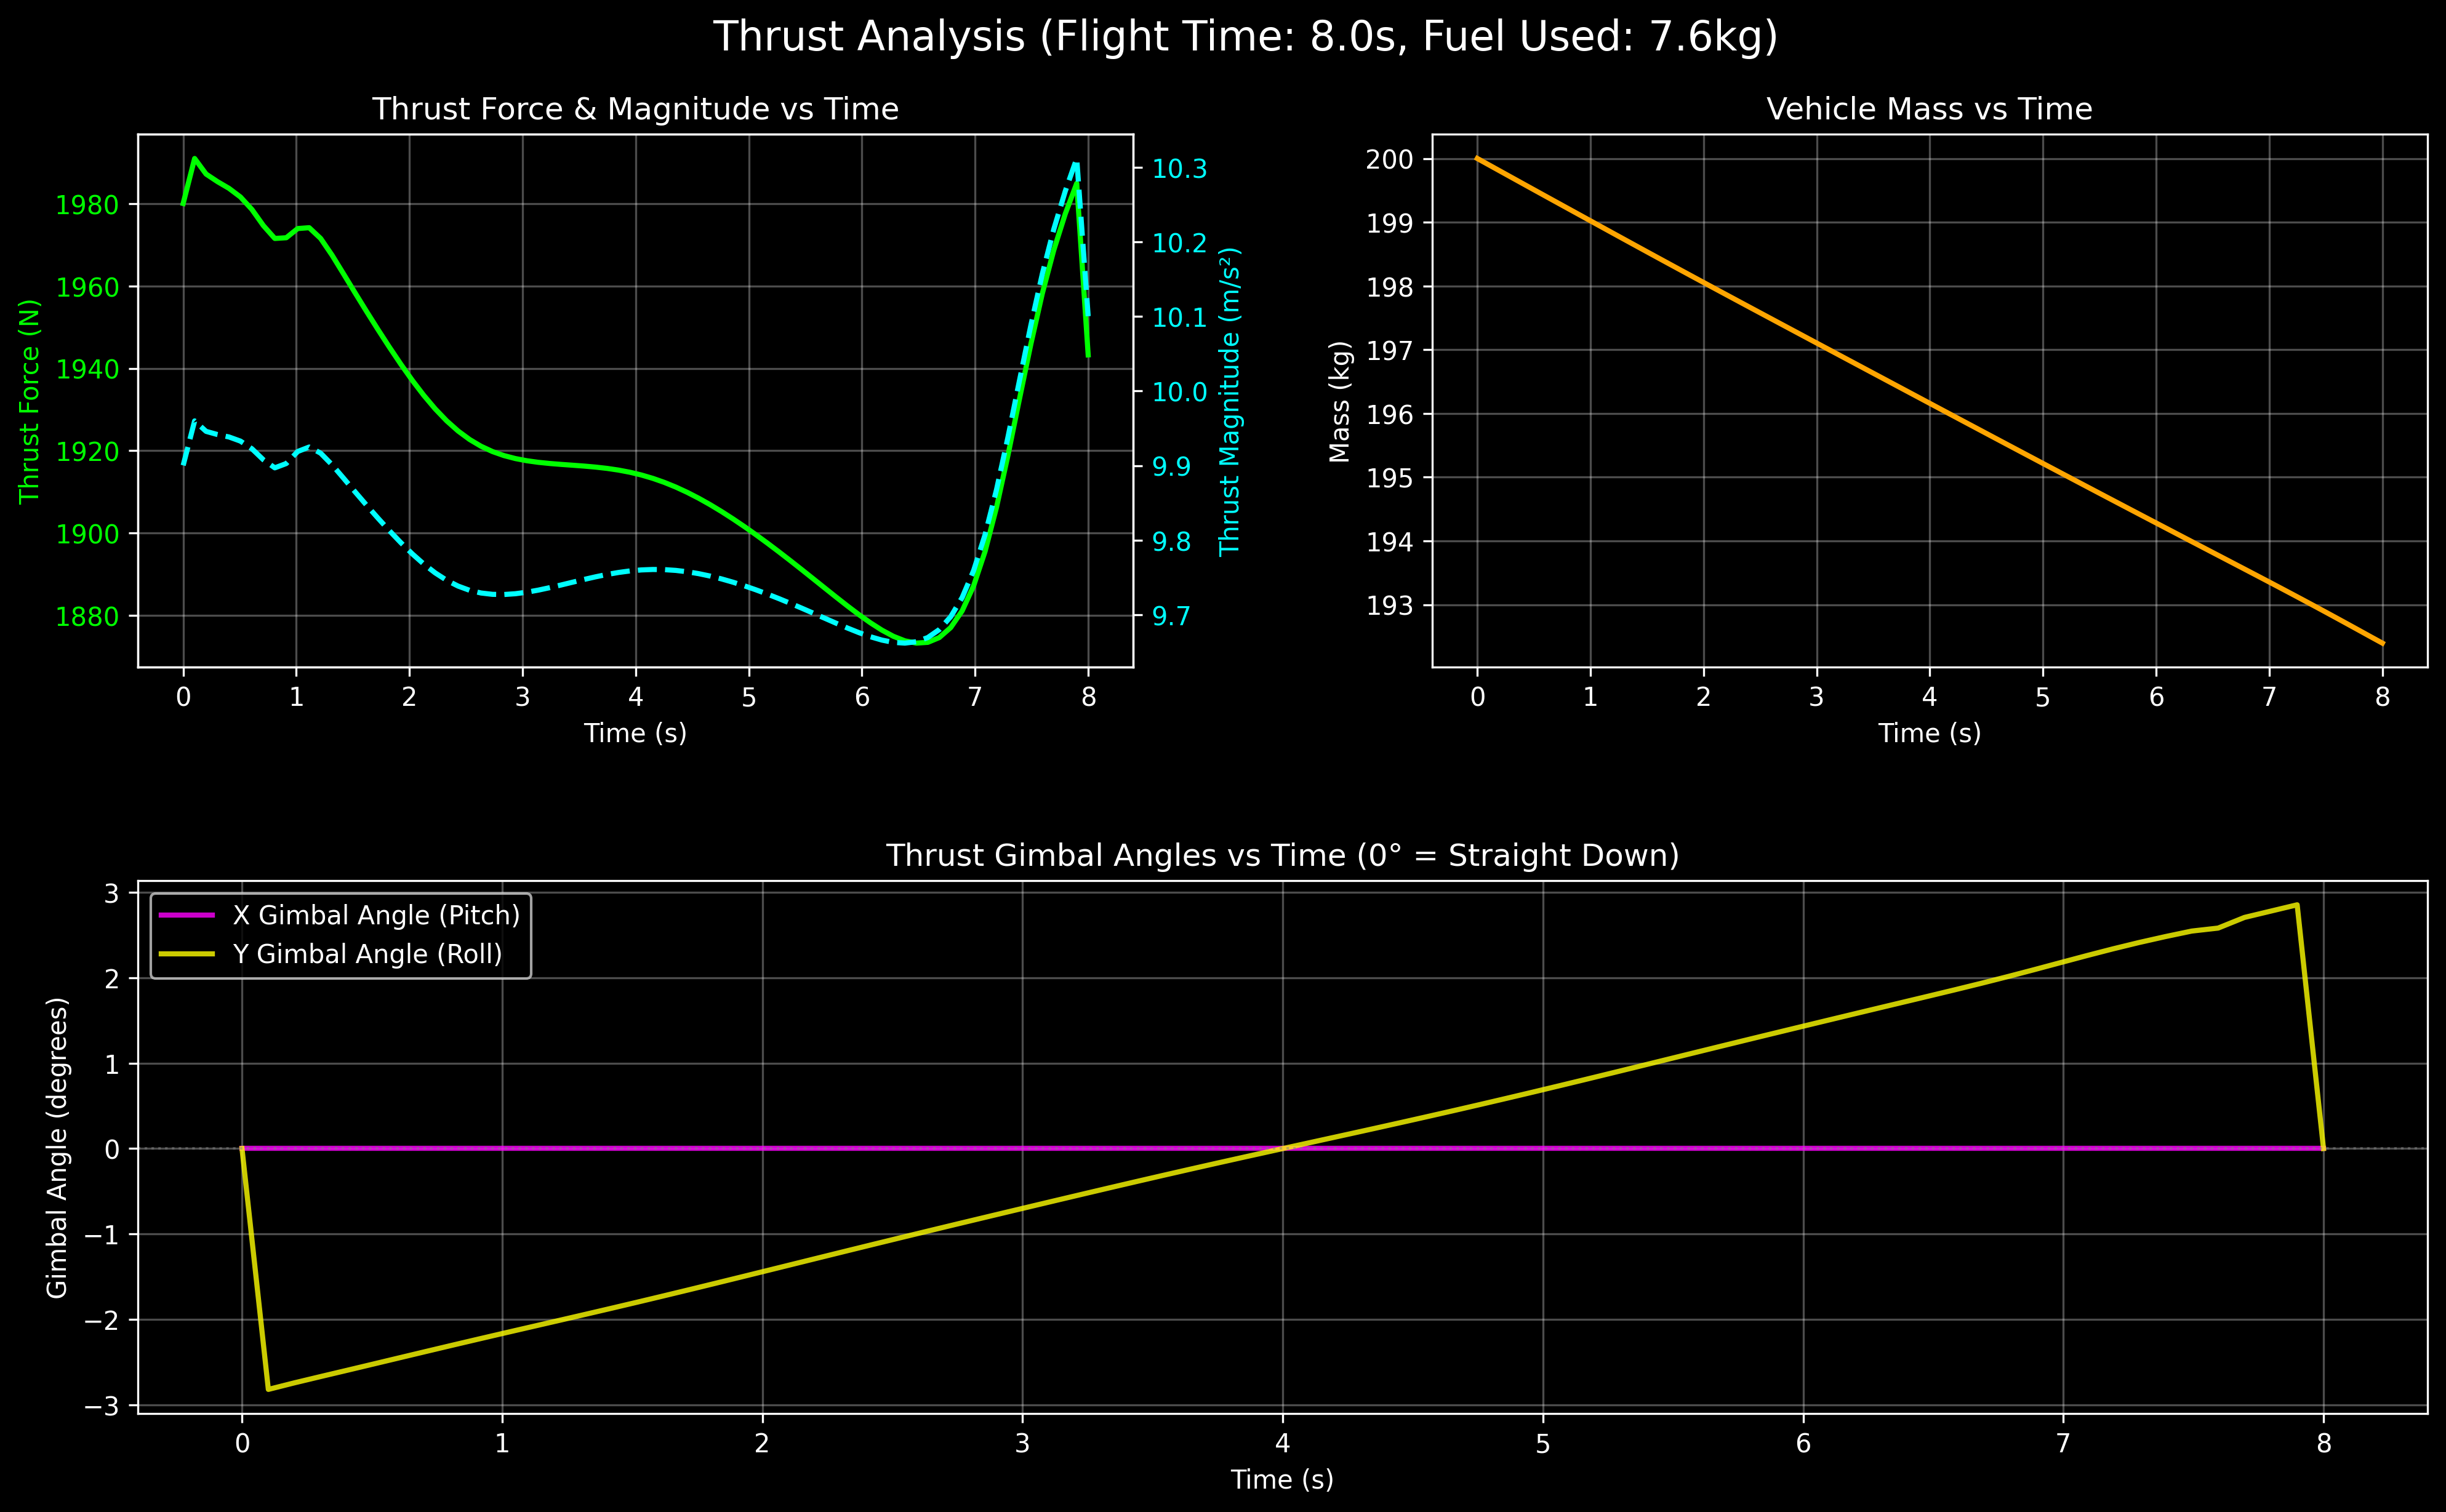 Thrust Analysis (Flight Time: 8.0s, Fuel Used: 7.6kg)
Thrust Force & Magnitude vs Time
Thrust Force (N)
1980
1960
1940
1920
1900
1880
10.3
10.2
10.1
10.0
9.9
9.8
9.7
Thrust Magnitude (m/s²)
0 1 2 3 4 5 6 7 8
Time (s)
Vehicle Mass vs Time
Mass (kg)
200
199
198
197
196
195
194
193
0 1 2 3 4 5 6 7 8
Time (s)
Thrust Gimbal Angles vs Time (0° = Straight Down)
Gimbal Angle (degrees)
3
2
1
0
−1
−2
−3
X Gimbal Angle (Pitch)
Y Gimbal Angle (Roll)
0 1 2 3 4 5 6 7 8
Time (s)